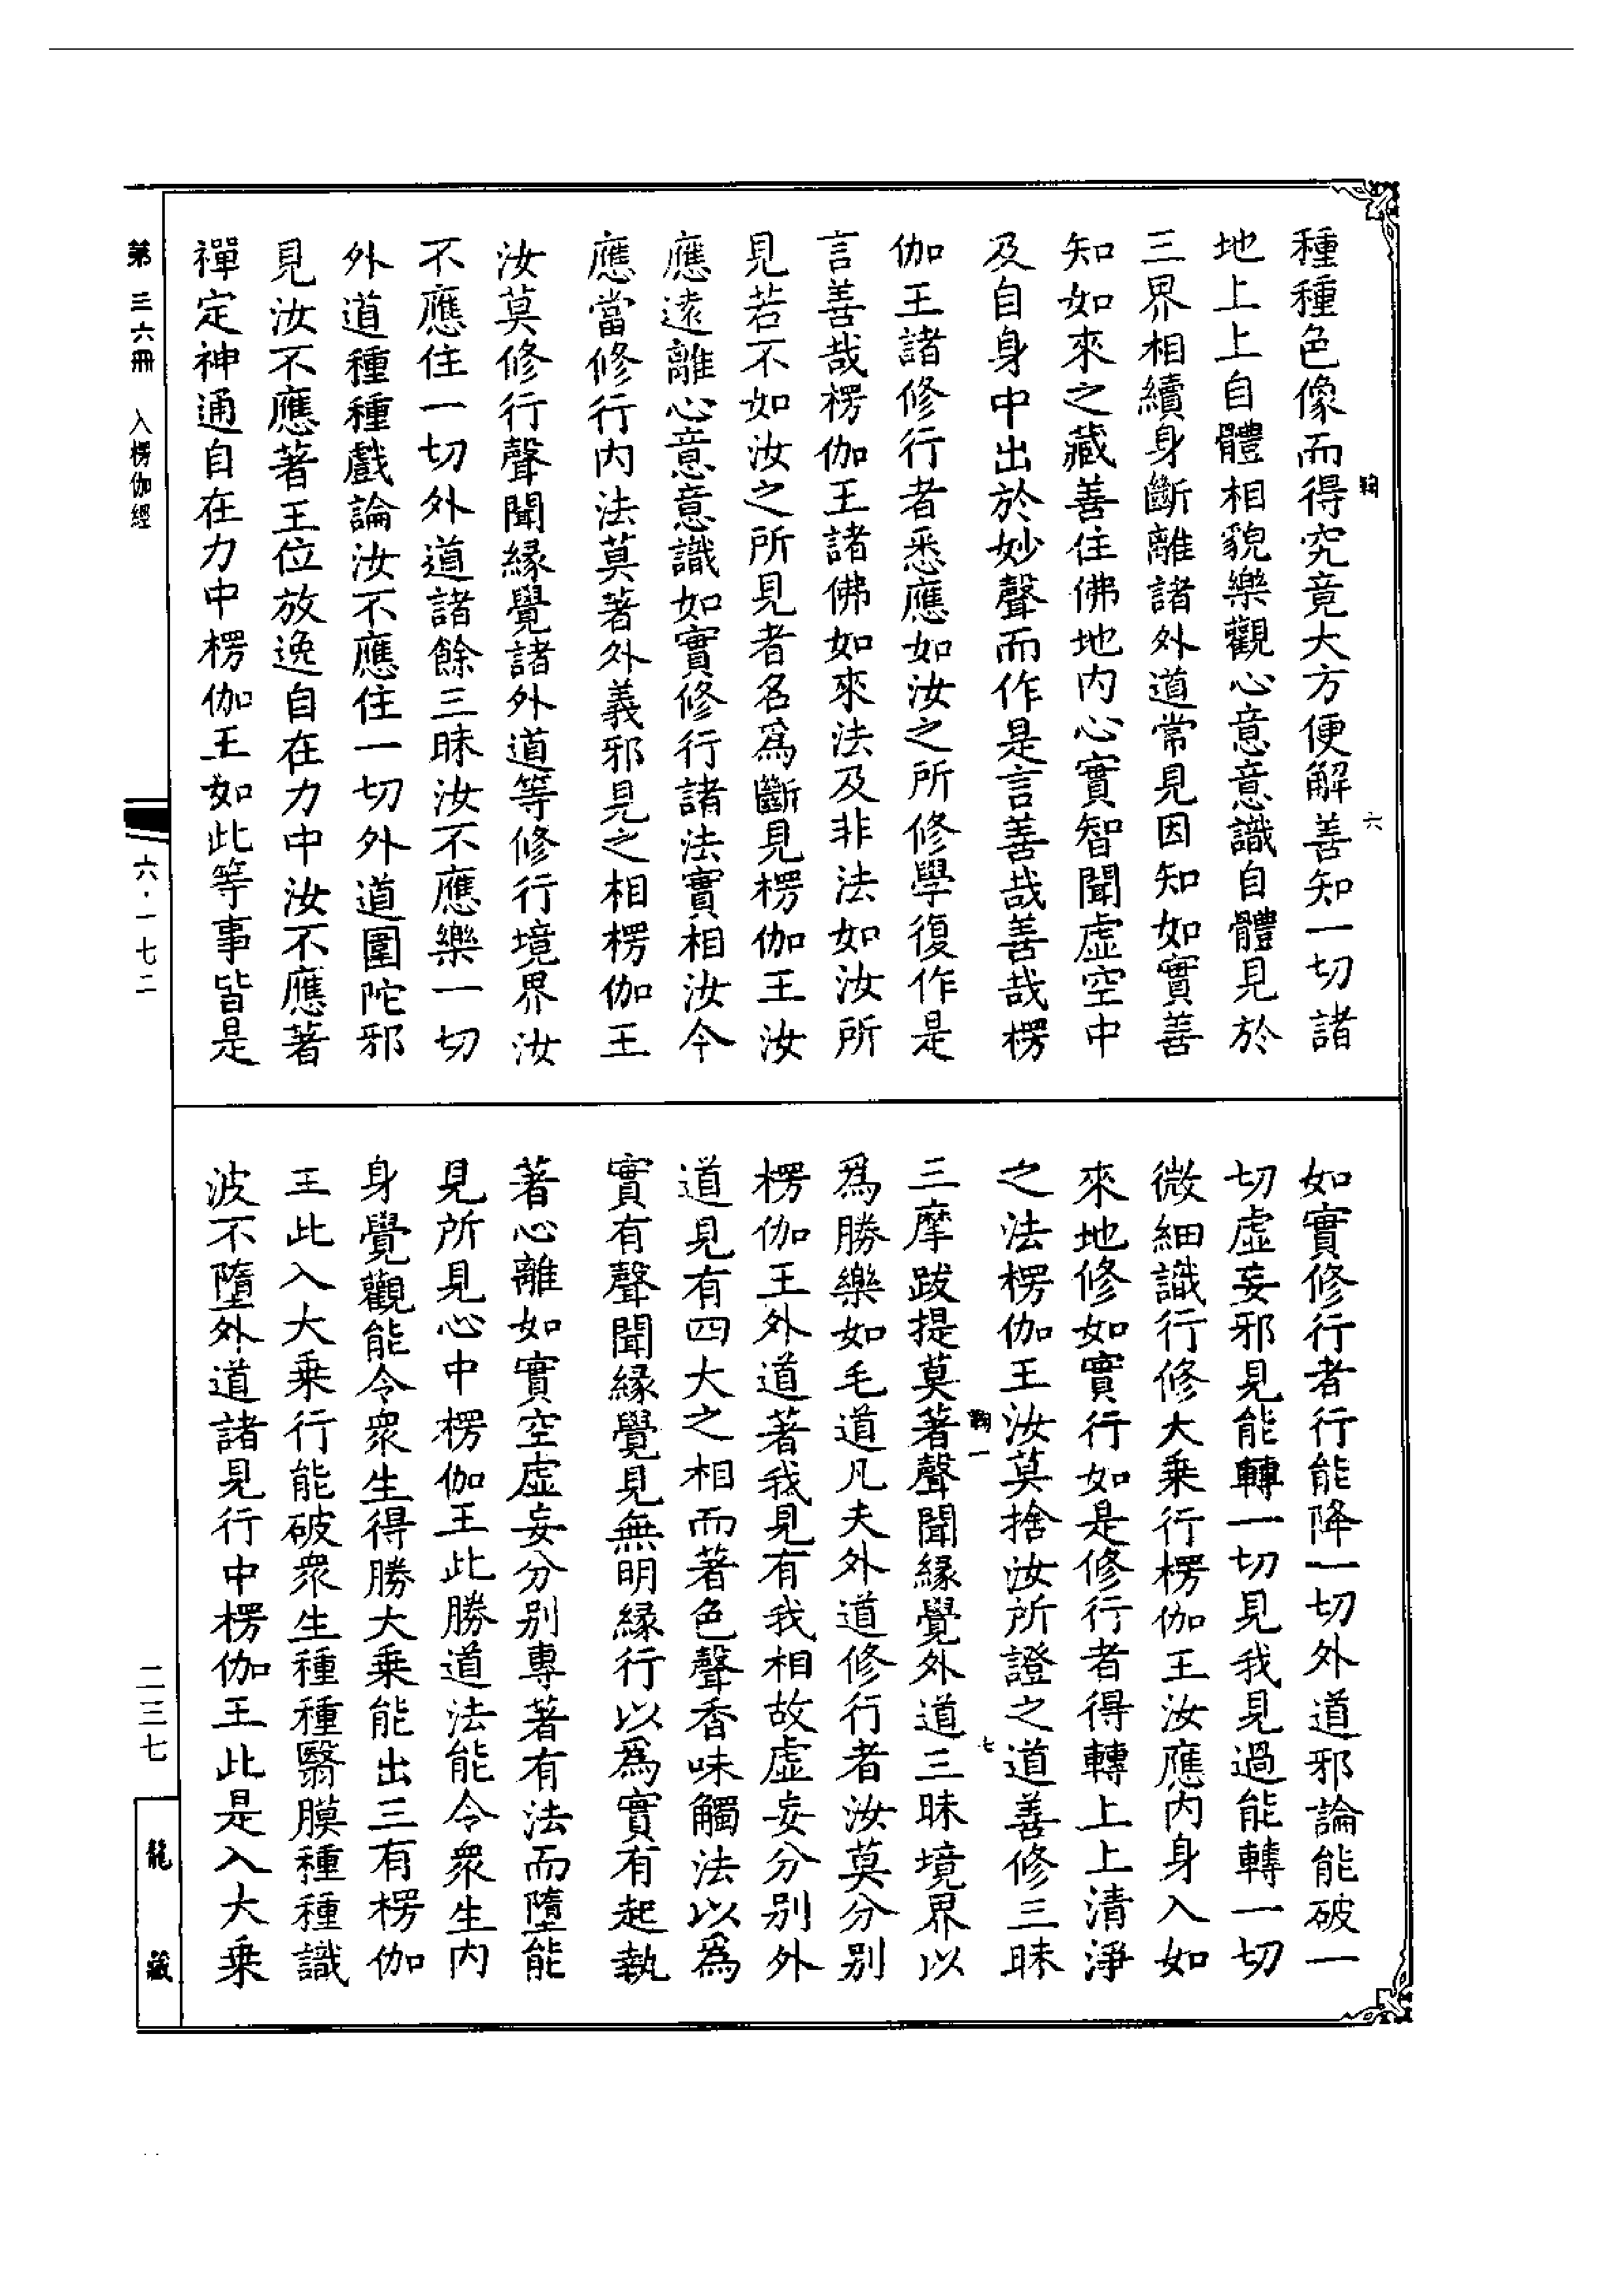 種種色像而得究竟大方便解善知一切諸
地上上自體相貌樂觀心意意識自體見於
三界相續身斷離諸外道常見因知如實善
知如來之藏善住佛地內心實智聞虛空中
及自身中出於妙聲而作是言善哉善哉楞
伽王諸修行者悉應如汝之所修學復作是
言善哉楞伽王諸佛如來法及非法如汝所
見若不如汝之所見者名為斷見楞伽王汝
應遠離心意意識如實修行諸法實相汝今
應當修行內法莫著外義邪見之相楞伽王
汝莫修行聲聞緣覺諸外道等修行境界汝
不應住一切外道諸餘三昧汝不應樂一切
外道種種戲論汝不應住一切外道圍陀邪
見汝不應著王位放逸自在力中汝不應著
禪定神通自在力中楞伽王如此等事皆是
如實修行者行能降一切外道邪論能破一
切虛妄邪見能轉一切見我見過能轉一切
微細識行修大乘行楞伽王汝應內身入如
來地修如實行如是修行者得轉上上清淨
之法楞伽王汝莫捨汝所證之道善修三昧
三摩跋提莫著聲聞緣覺外道三昧境界以
為勝樂如毛道凡夫外道修行者汝莫分別
楞伽王外道著我見有我相故虛妄分別外
道見有四大之相而著色聲香味觸法以為
實有聲聞緣覺見無明緣行以為實有起執
著心離如實空虛妄分別專著有法而墮能
見所見心中楞伽王此勝道法能令眾生內
身覺觀能令眾生得勝大乘能出三有楞伽
王此入大乘行能破眾生種種翳膜種種識
波不墮外道諸見行中楞伽王此是入大乘
六
七
第三六冊 入楞伽經
六·一七二
二三七
龍藏